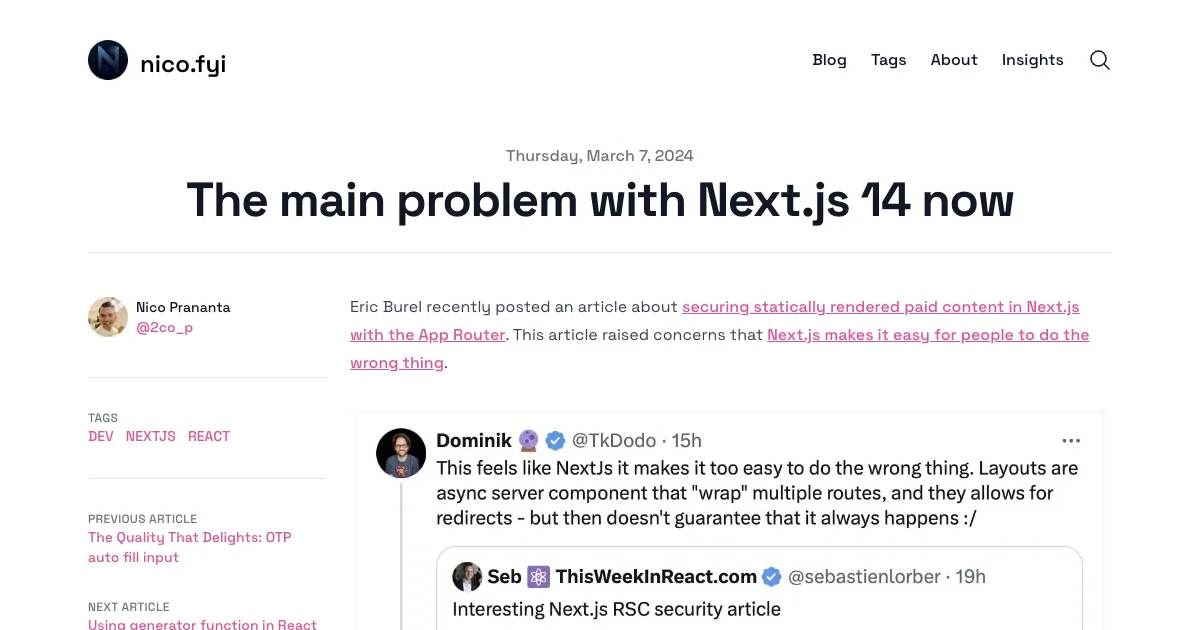 nico.fyi
Blog Tags About Insights
Thursday, March 7, 2024
The main problem with Next.js 14 now
Nico Prananta
@2co_p
TAGS
DEV NEXTJS REACT
PREVIOUS ARTICLE
The Quality That Delights: OTP
auto fill input
NEXT ARTICLE
Using generator function in React
Eric Burel recently posted an article about securing statically rendered paid content in Next.js
with the App Router. This article raised concerns that Next.js makes it easy for people to do the
wrong thing.
Dominik @TkDodo · 15h
This feels like NextJs it makes it too easy to do the wrong thing. Layouts are
async server component that "wrap" multiple routes, and they allows for
redirects - but then doesn't guarantee that it always happens :/
Seb ThisWeekInReact.com @sebastienlorber · 19h
Interesting Next.js RSC security article